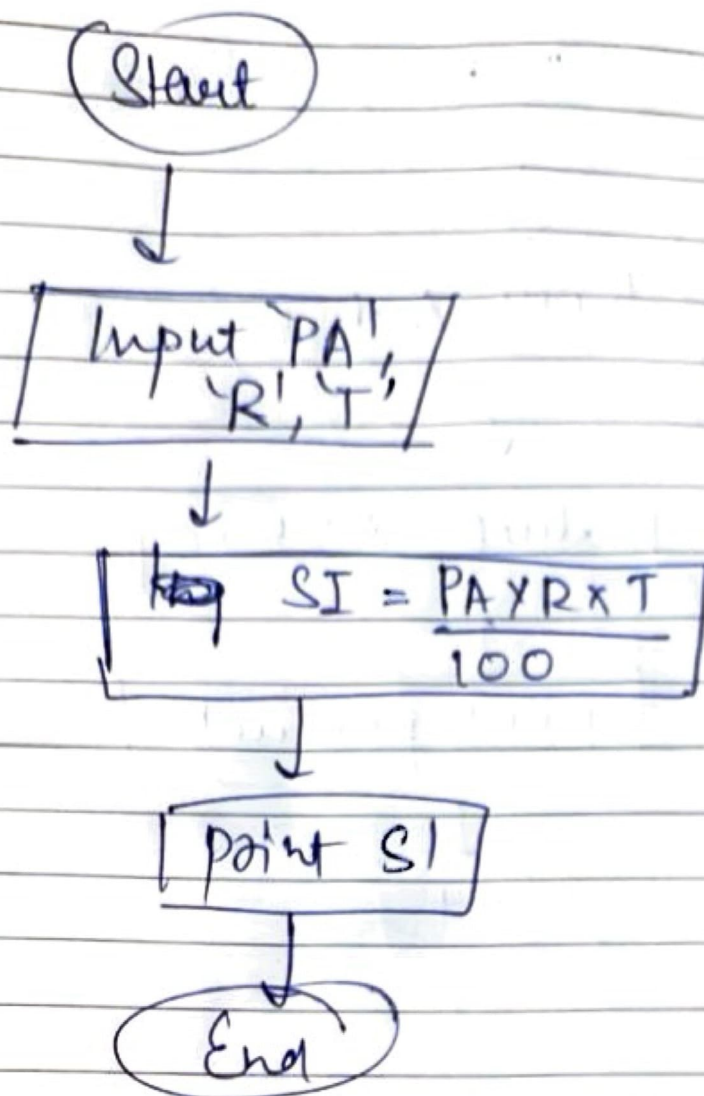 Start
Input 'PA',
'R', 'T'
SI = PA x R x T
100
print SI
End